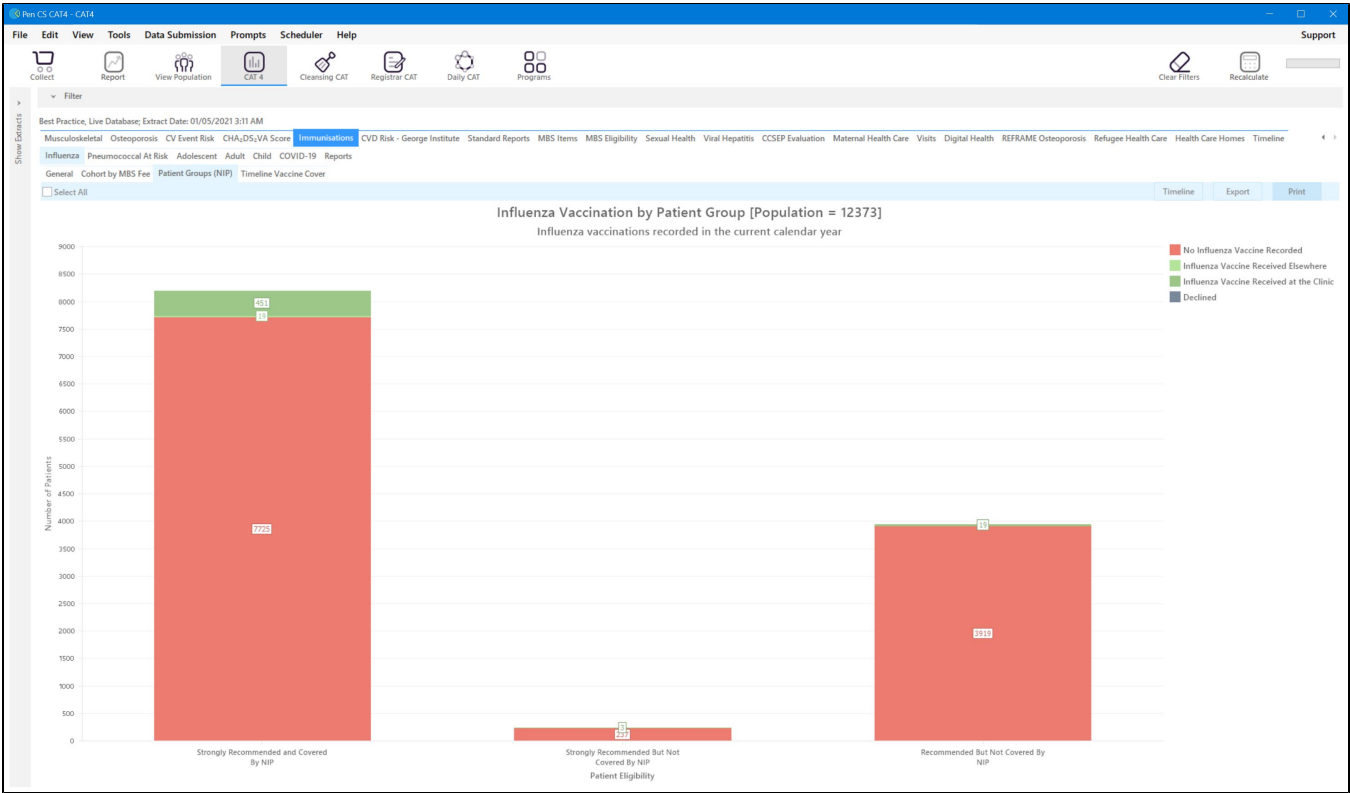 Pen CS CAT4 - CAT4
File Edit View Tools Data Submission Prompts Scheduler Help Support
Collect Report View Population CAT 4 Cleansing CAT Registrar CAT Daily CAT Programs Clear Filters Recalculate
Filter
Show Extracts
Best Practice, Live Database; Extract Date: 01/05/2021 3:11 AM
Musculoskeletal Osteoporosis CV Event Risk CHA₂DS₂VA Score Immunisations CVD Risk - George Institute Standard Reports MBS Items MBS Eligibility Sexual Health Viral Hepatitis CCSEP Evaluation Maternal Health Care Visits Digital Health REFRAME Osteoporosis Refugee Health Care Health Care Homes Timeline
Influenza Pneumococcal At Risk Adolescent Adult Child COVID-19 Reports
General Cohort by MBS Fee Patient Groups (NIP) Timeline Vaccine Cover
Select All Timeline Export Print
Influenza Vaccination by Patient Group [Population = 12373]
Influenza vaccinations recorded in the current calendar year
No Influenza Vaccine Recorded
Influenza Vaccine Received Elsewhere
Influenza Vaccine Received at the Clinic
Declined
Number of Patients
9000
8500
8000
7500
7000
6500
6000
5500
5000
4500
4000
3500
3000
2500
2000
1500
1000
500
0
451
19
7725
3
237
19
3919
Strongly Recommended and Covered
By NIP
Strongly Recommended But Not
Covered By NIP
Recommended But Not Covered By
NIP
Patient Eligibility